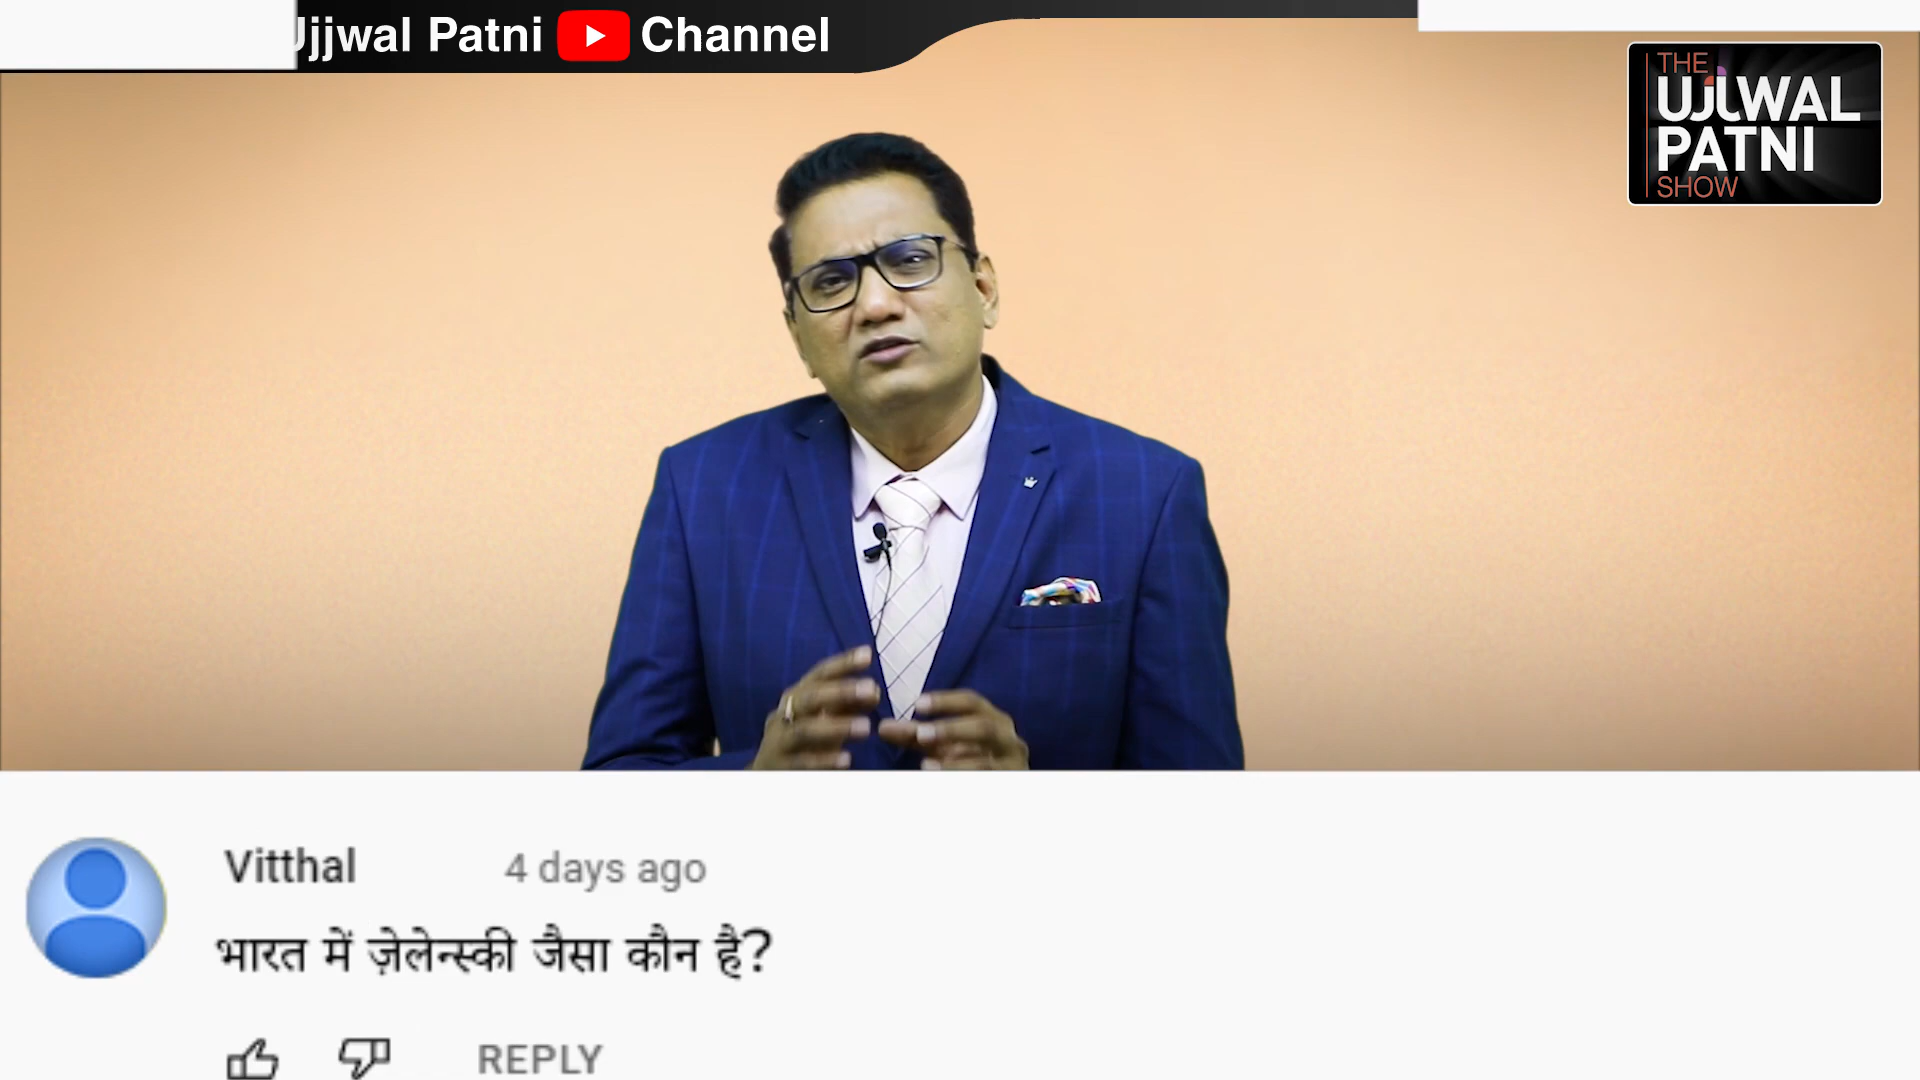 Ujjwal Patni Channel
THE
UJJWAL
PATNI
SHOW
Vitthal 4 days ago
भारत में ज़ेलेन्स्की जैसा कौन है?
REPLY